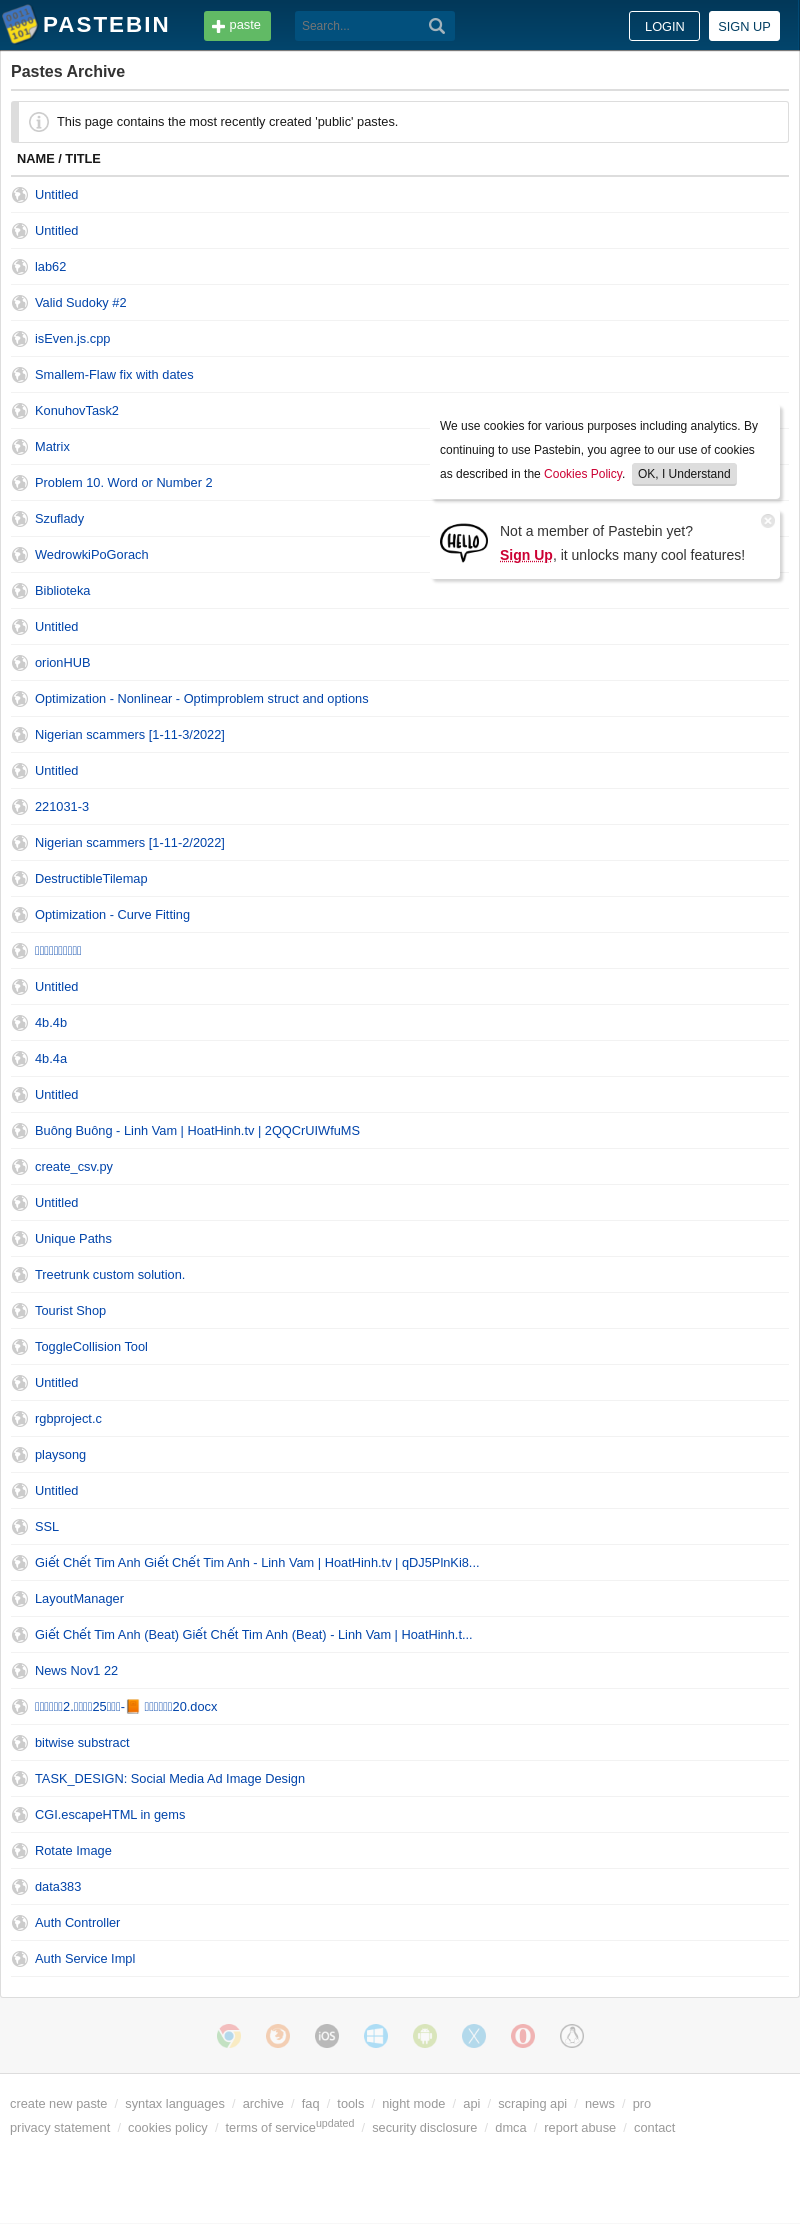 PASTEBIN
paste
Search...
LOGIN
SIGN UP
Pastes Archive
This page contains the most recently created 'public' pastes.
NAME / TITLE
Untitled
Untitled
lab62
Valid Sudoky #2
isEven.js.cpp
Smallem-Flaw fix with dates
KonuhovTask2
Matrix
Problem 10. Word or Number 2
Szuflady
WedrowkiPoGorach
Biblioteka
We use cookies for various purposes including analytics. By
continuing to use Pastebin, you agree to our use of cookies
as described in the Cookies Policy. OK, I Understand
HELLO
Not a member of Pastebin yet?
Sign Up, it unlocks many cool features!
Untitled
orionHUB
Optimization - Nonlinear - Optimproblem struct and options
Nigerian scammers [1-11-3/2022]
Untitled
221031-3
Nigerian scammers [1-11-2/2022]
DestructibleTilemap
Optimization - Curve Fitting
Untitled
4b.4b
4b.4a
Untitled
Buông Buông - Linh Vam | HoatHinh.tv | 2QQCrUIWfuMS
create_csv.py
Untitled
Unique Paths
Treetrunk custom solution.
Tourist Shop
ToggleCollision Tool
Untitled
rgbproject.c
playsong
Untitled
SSL
Giết Chết Tim Anh Giết Chết Tim Anh - Linh Vam | HoatHinh.tv | qDJ5PlnKi8...
LayoutManager
Giết Chết Tim Anh (Beat) Giết Chết Tim Anh (Beat) - Linh Vam | HoatHinh.t...
News Nov1 22
2. 25 -📙 20.docx
bitwise substract
TASK_DESIGN: Social Media Ad Image Design
CGI.escapeHTML in gems
Rotate Image
data383
Auth Controller
Auth Service Impl
iOS
create new paste / syntax languages / archive / faq / tools / night mode / api / scraping api / news / pro
privacy statement / cookies policy / terms of service updated / security disclosure / dmca / report abuse / contact